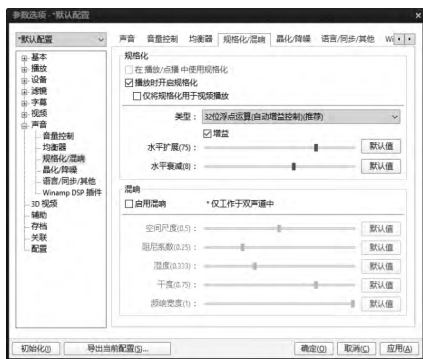 参数选项 - *默认配置
*默认配置
基本
播放
设备
滤镜
字幕
视频
声音
音量控制
均衡器
规格化/混响
晶化/降噪
语言/同步/其他
Winamp DSP 插件
3D 视频
辅助
存档
关联
配置
声音 音量控制 均衡器 规格化/混响 晶化/降噪 语言/同步/其他 Wi
规格化
在 播放/点播 中使用规格化
播放时开启规格化
仅将规格化用于视频播放
类型： 32位浮点运算(自动增益控制)(推荐)
增益
水平扩展(75)： 默认值
水平衰减(8)： 默认值
混响
启用混响 * 仅工作于双声道中
空间尺度(0.5)： 默认值
阻尼系数(0.25)： 默认值
湿度(0.333)： 默认值
干度(0.75)： 默认值
频响宽度(1)： 默认值
初始化(I) 导出当前配置(S)... 确定(O) 取消(C) 应用(A)